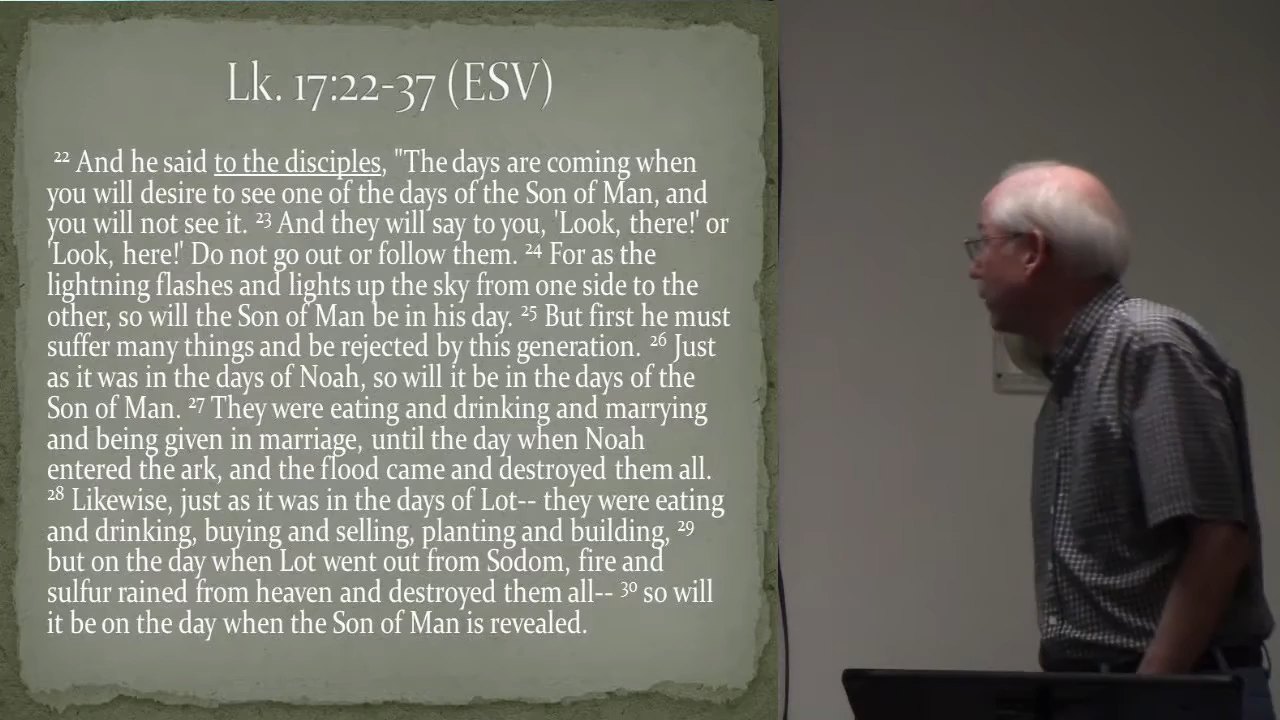 Lk. 17:22-37 (ESV)
22 And he said to the disciples, "The days are coming when
you will desire to see one of the days of the Son of Man, and
you will not see it. 23 And they will say to you, 'Look, there!' or
'Look, here!' Do not go out or follow them. 24 For as the
lightning flashes and lights up the sky from one side to the
other, so will the Son of Man be in his day. 25 But first he must
suffer many things and be rejected by this generation. 26 Just
as it was in the days of Noah, so will it be in the days of the
Son of Man. 27 They were eating and drinking and marrying
and being given in marriage, until the day when Noah
entered the ark, and the flood came and destroyed them all.
28 Likewise, just as it was in the days of Lot-- they were eating
and drinking, buying and selling, planting and building, 29
but on the day when Lot went out from Sodom, fire and
sulfur rained from heaven and destroyed them all-- 30 so will
it be on the day when the Son of Man is revealed.